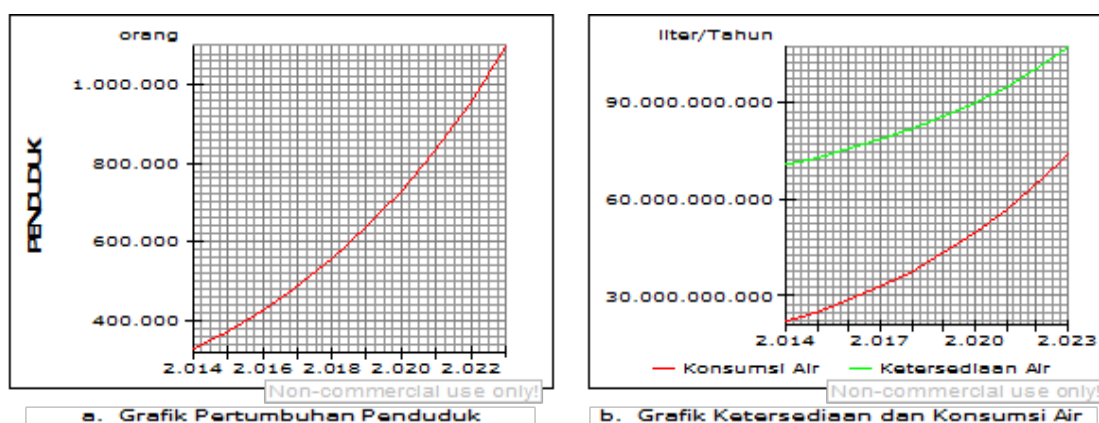 orang
1.000.000
800.000
600.000
400.000
PENDUDUK
2.014 2.016 2.018 2.020 2.022
Non-commercial use only!
a. Grafik Pertumbuhan Penduduk
liter/Tahun
90.000.000.000
60.000.000.000
30.000.000.000
2.014 2.017 2.020 2.023
Konsumsi Air Ketersediaan Air
Non-commercial use only!
b. Grafik Ketersediaan dan Konsumsi Air